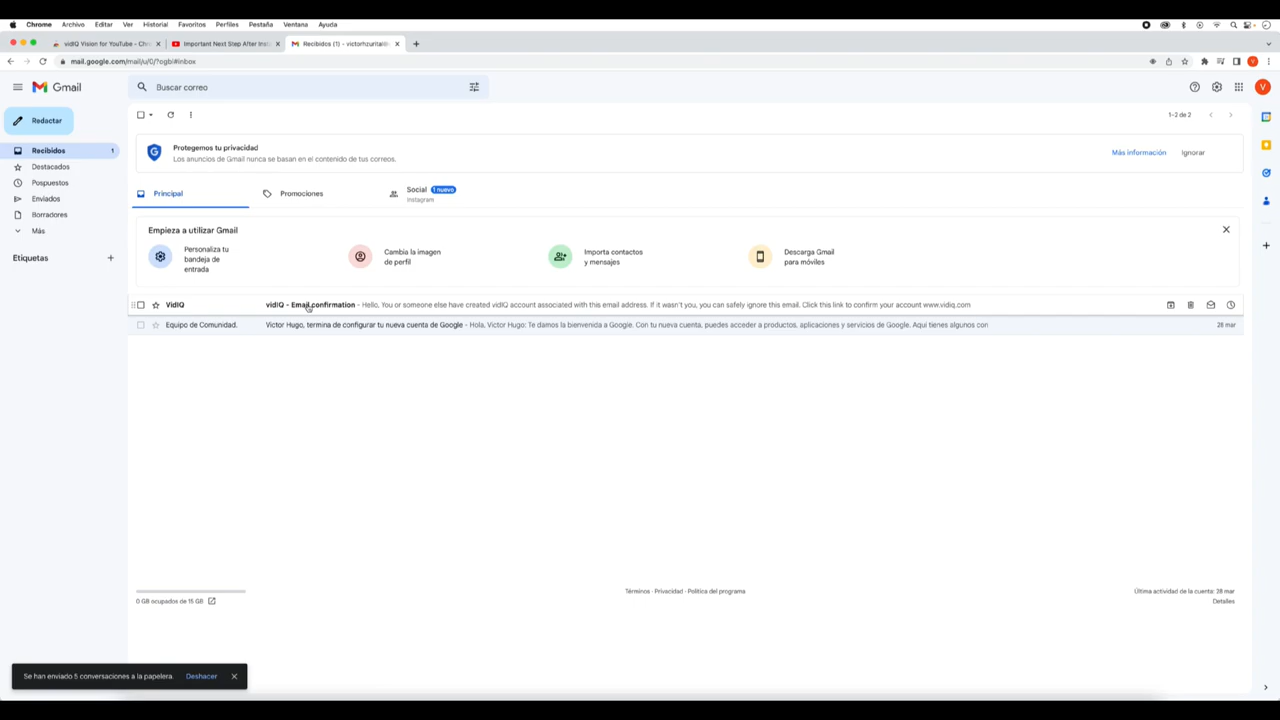 Chrome Archivo Editar Ver Historial Favoritos Perfiles Pestaña Ventana Ayuda
vidIQ Vision for YouTube - Chro
Important Next Step After Inst
Recibidos (1) - victorhzurita@
mail.google.com/mail/u/0/?ogbl#inbox
Gmail
Buscar correo
Redactar
1-2 de 2
Recibidos 1
Destacados
Pospuestos
Enviados
Borradores
Más
Etiquetas
Protegemos tu privacidad
Los anuncios de Gmail nunca se basan en el contenido de tus correos.
Más información
Ignorar
Principal
Promociones
Social 1 nuevo
Instagram
Empieza a utilizar Gmail
Personaliza tu
bandeja de
entrada
Cambia la imagen
de perfil
Importa contactos
y mensajes
Descarga Gmail
para móviles
VidIQ vidIQ - Email confirmation - Hello, You or someone else have created vidIQ account associated with this email address. If it wasn't you, you can safely ignore this email. Click this link to confirm your account www.vidiq.com
Equipo de Comunidad. Victor Hugo, termina de configurar tu nueva cuenta de Google - Hola, Victor Hugo: Te damos la bienvenida a Google. Con tu nueva cuenta, puedes acceder a productos, aplicaciones y servicios de Google. Aquí tienes algunos con 28 mar
0 GB ocupados de 15 GB
Términos · Privacidad · Política del programa
Última actividad de la cuenta: 28 mar
Detalles
Se han enviado 5 conversaciones a la papelera. Deshacer
V
V